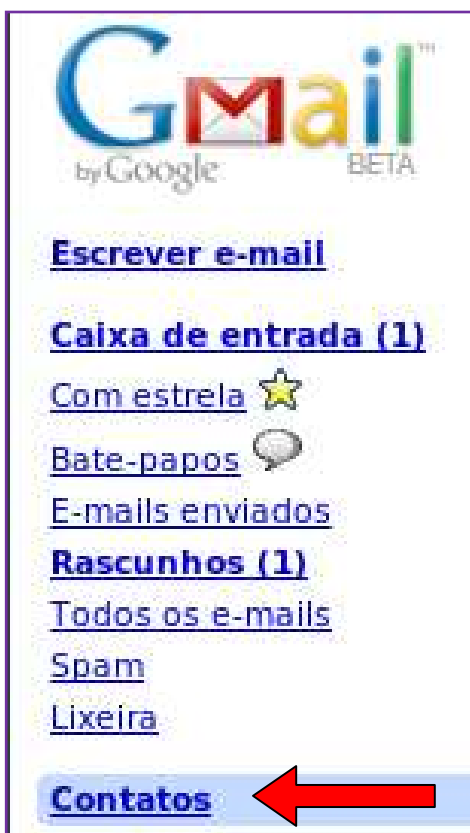 Gmail™
by Google BETA
Escrever e-mail
Caixa de entrada (1)
Com estrela
Bate-papos
E-mails enviados
Rascunhos (1)
Todos os e-mails
Spam
Lixeira
Contatos